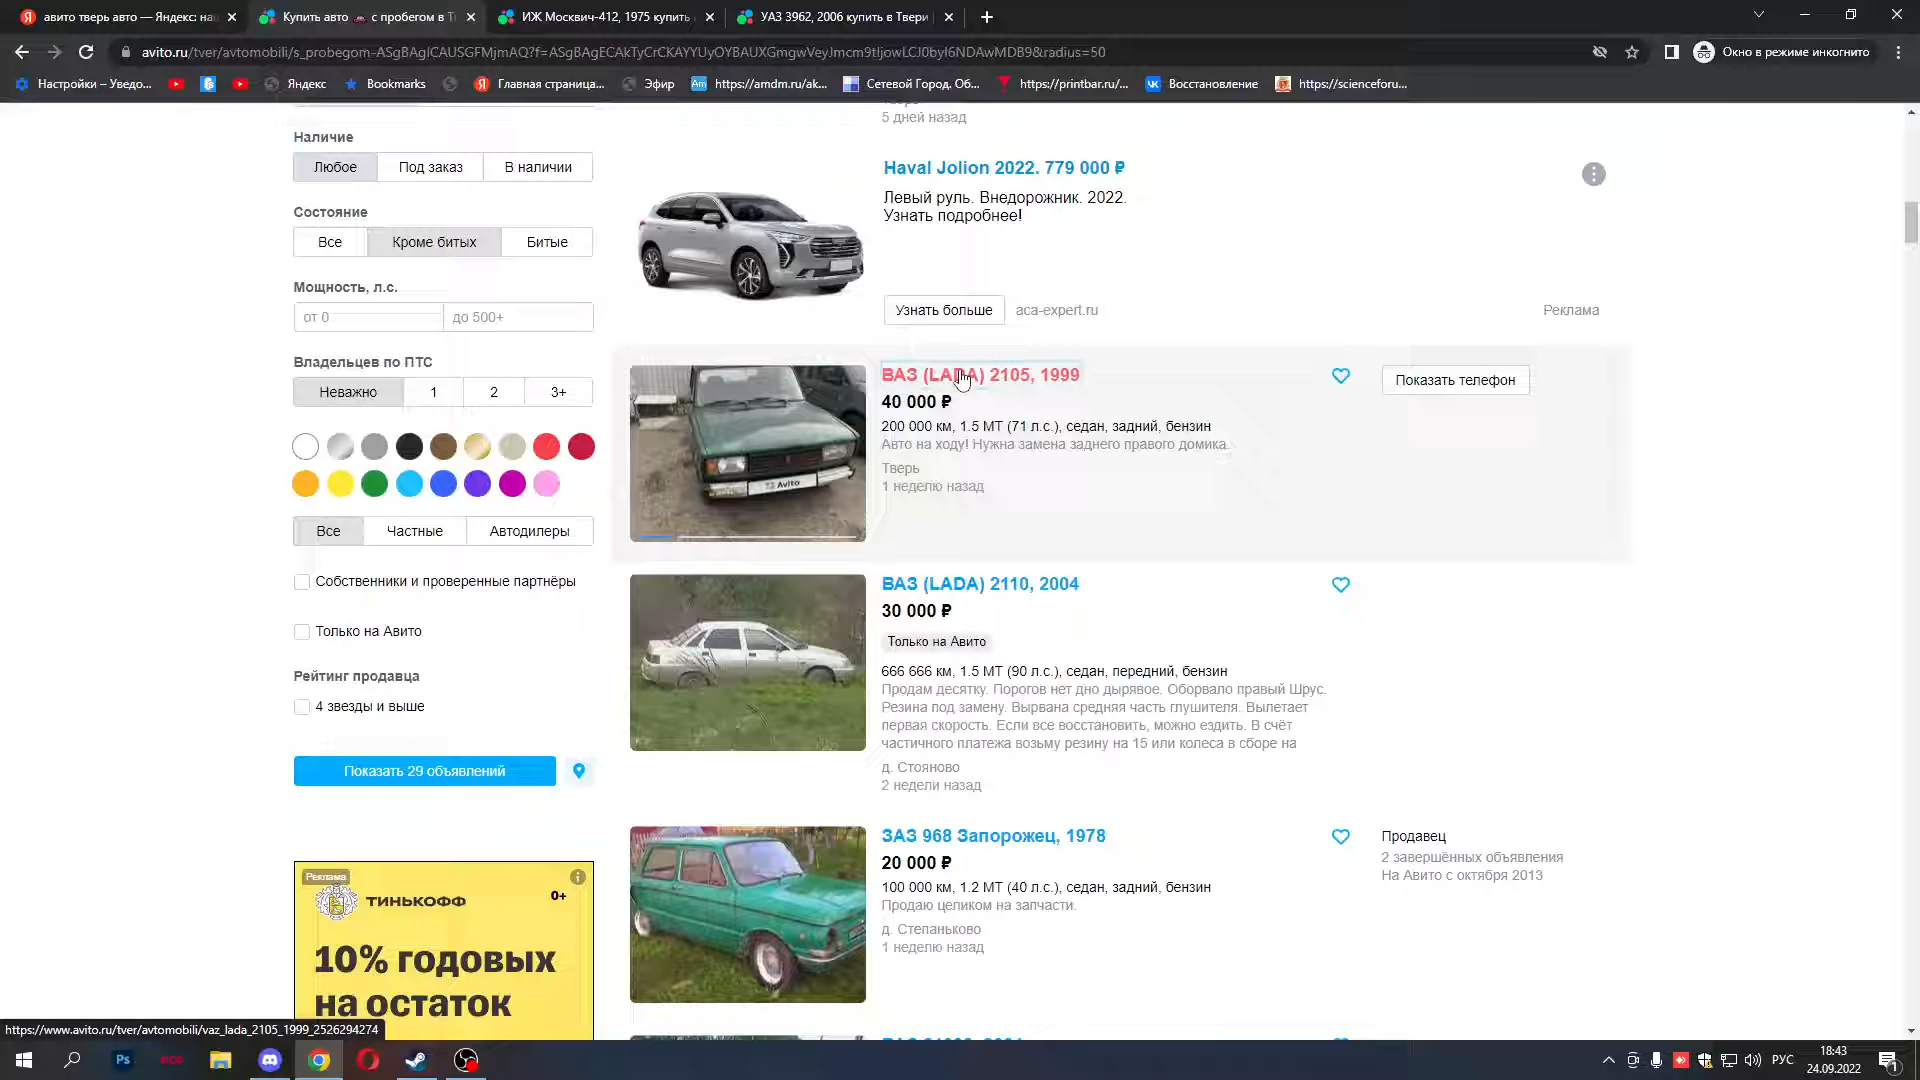 авито тверь авто — Яндекс: на
Купить авто 🚗 с пробегом в Т
ИЖ Москвич-412, 1975 купить
УАЗ 3962, 2006 купить в Твери
avito.ru/tver/avtomobili/s_probegom-ASgBAgICAUSGFMjmAQ?f=ASgBAgECAkTyCrCKAYYUyOYBAUXGmgwVeyJmcm9tIjowLCJ0byI6NDAwMDB9&radius=50
Окно в режиме инкогнито
Настройки – Уведо...
Яндекс
Bookmarks
Главная страница...
Эфир
Am
https://amdm.ru/ak...
Сетевой Город. Об...
https://printbar.ru/...
Восстановление
https://scienceforu...
Наличие
Любое
Под заказ
В наличии
Состояние
Все
Кроме битых
Битые
Мощность, л.с.
от 0
до 500+
Владельцев по ПТС
Неважно
1
2
3+
Все
Частные
Автодилеры
Собственники и проверенные партнёры
Только на Авито
Рейтинг продавца
4 звезды и выше
Показать 29 объявлений
Реклама
ТИНЬКОФФ
0+
10% годовых
на остаток
5 дней назад
Haval Jolion 2022. 779 000 ₽
Левый руль. Внедорожник. 2022.
Узнать подробнее!
Узнать больше
aca-expert.ru
Реклама
ВАЗ (LADA) 2105, 1999
40 000 ₽
200 000 км, 1.5 MT (71 л.с.), седан, задний, бензин
Авто на ходу! Нужна замена заднего правого домика.
Тверь
1 неделю назад
Показать телефон
Avito
ВАЗ (LADA) 2110, 2004
30 000 ₽
Только на Авито
666 666 км, 1.5 MT (90 л.с.), седан, передний, бензин
Продам десятку. Порогов нет дно дырявое. Оборвало правый Шрус.
Резина под замену. Вырвана средняя часть глушителя. Вылетает
первая скорость. Если все восстановить, можно ездить. В счёт
частичного платежа возьму резину на 15 или колеса в сборе на
д. Стояново
2 недели назад
ЗАЗ 968 Запорожец, 1978
20 000 ₽
100 000 км, 1.2 MT (40 л.с.), седан, задний, бензин
Продаю целиком на запчасти.
д. Степаньково
1 неделю назад
Продавец
2 завершённых объявления
На Авито с октября 2013
https://www.avito.ru/tver/avtomobili/vaz_lada_2105_1999_2526294274
Ps
РУС
18:43
24.09.2022
1